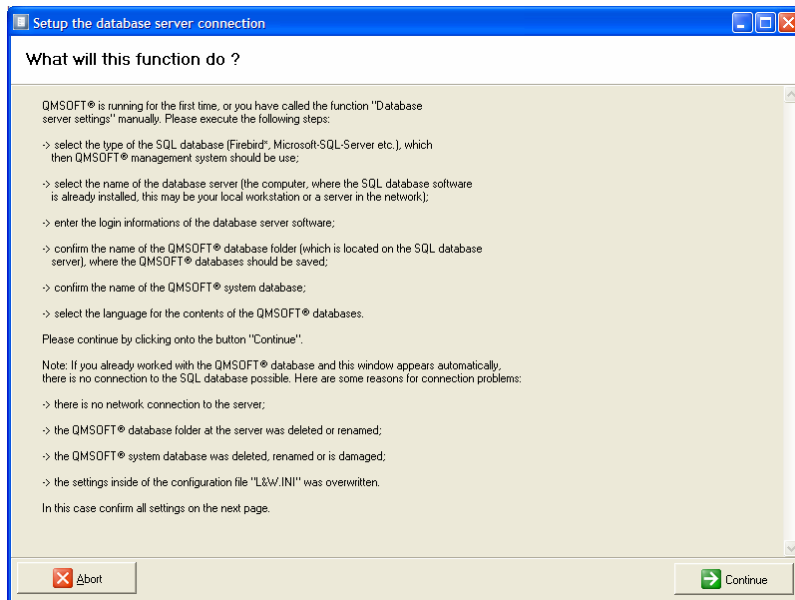 Setup the database server connection
What will this function do ?
QMSOFT® is running for the first time, or you have called the function "Database
server settings" manually. Please execute the following steps:
-> select the type of the SQL database (Firebird*, Microsoft-SQL-Server etc.), which
then QMSOFT® management system should be use;
-> select the name of the database server (the computer, where the SQL database software
is already installed, this may be your local workstation or a server in the network);
-> enter the login informations of the database server software;
-> confirm the name of the QMSOFT® database folder (which is located on the SQL database
server), where the QMSOFT® databases should be saved;
-> confirm the name of the QMSOFT® system database;
-> select the language for the contents of the QMSOFT® databases.
Please continue by clicking onto the button "Continue".
Note: If you already worked with the QMSOFT® database and this window appears automatically,
there is no connection to the SQL database possible. Here are some reasons for connection problems:
-> there is no network connection to the server;
-> the QMSOFT® database folder at the server was deleted or renamed;
-> the QMSOFT® system database was deleted, renamed or is damaged;
-> the settings inside of the configuration file "L&W.INI" was overwritten.
In this case confirm all settings on the next page.
Abort
Continue